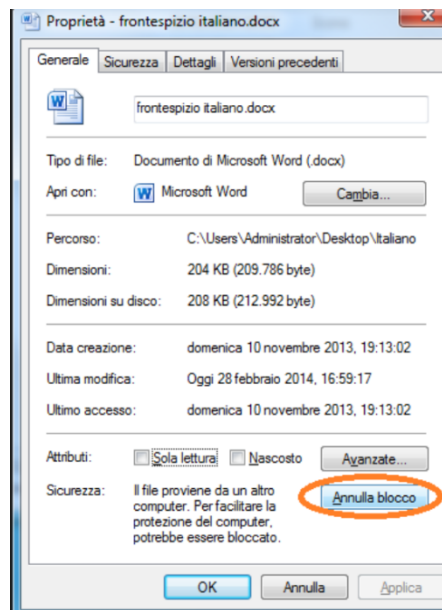 Proprietà - frontespizio italiano.docx
Generale Sicurezza Dettagli Versioni precedenti
frontespizio italiano.docx
Tipo di file: Documento di Microsoft Word (.docx)
Apri con: Microsoft Word Cambia...
Percorso: C:\Users\Administrator\Desktop\Italiano
Dimensioni: 204 KB (209.786 byte)
Dimensioni su disco: 208 KB (212.992 byte)
Data creazione: domenica 10 novembre 2013, 19:13:02
Ultima modifica: Oggi 28 febbraio 2014, 16:59:17
Ultimo accesso: domenica 10 novembre 2013, 19:13:02
Attributi: Sola lettura Nascosto Avanzate...
Sicurezza: Il file proviene da un altro
computer. Per facilitare la
protezione del computer,
potrebbe essere bloccato.
Annulla blocco
OK Annulla Applica